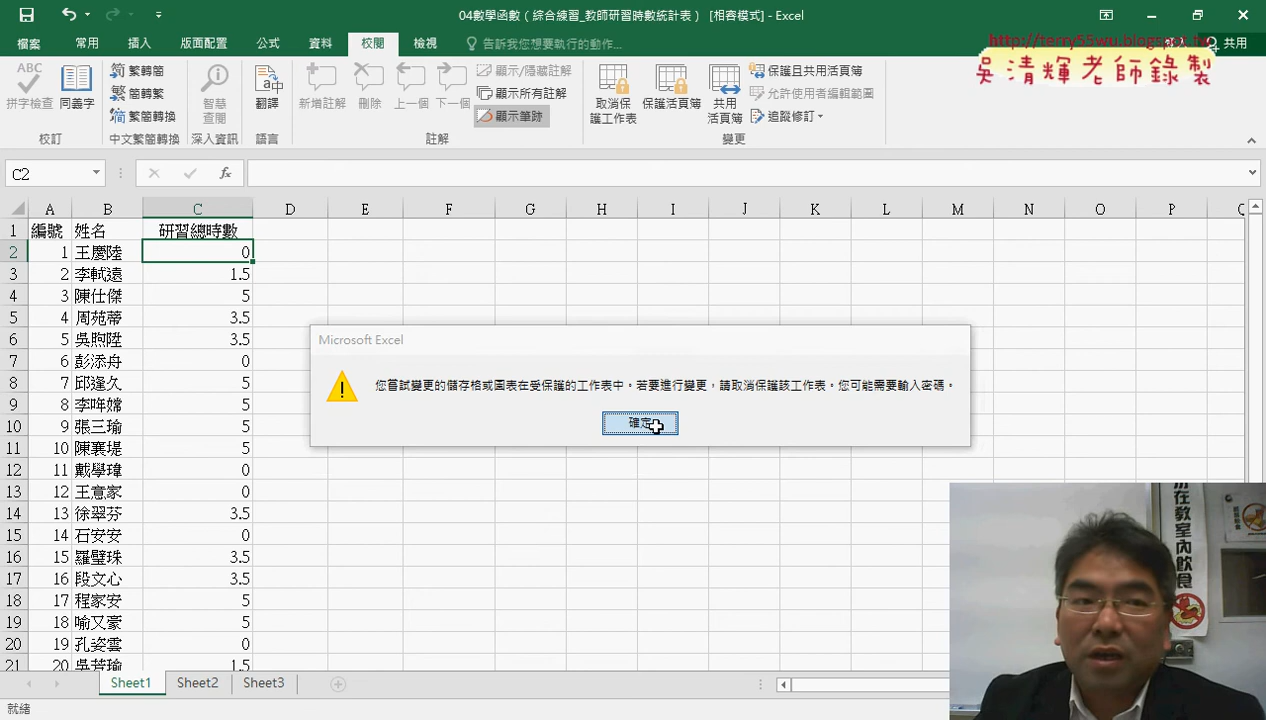 04數學函數（綜合練習_教師研習時數統計表） [相容模式] - Excel
檔案 常用 插入 版面配置 公式 資料 校閱 檢視 告訴我您想要執行的動作... 共用
http://terry55wu.blogspot.tw
吳清輝老師錄製
ABC 繁轉簡 顯示/隱藏註解 保護且共用活頁簿
簡轉繁 顯示所有註解 允許使用者編輯範圍
拼字檢查 同義字 繁簡轉換 智慧查閱 翻譯 新增註解 刪除 上一個 下一個 顯示筆跡 取消保護工作表 保護活頁簿 共用活頁簿 追蹤修訂
校訂 中文繁簡轉換 深入資訊 語言 註解 變更
C2 fx
A B C D E F G H I J K L M N O P Q
1 編號 姓名 研習總時數
2 1 王慶陸 0
3 2 李軾遠 1.5
4 3 陳仕傑 5
5 4 周苑蒂 3.5
6 5 吳煦陞 3.5
7 6 彭添舟 0
8 7 邱逢久 5
9 8 5
10 9 張三瑜 5
11 10 陳襄堤 5
12 11 戴學瑋 0
13 12 王意家 0
14 13 徐翠芬 3.5
15 14 石安安 0
16 15 羅璧珠 3.5
17 16 段文心 3.5
18 17 程家安 5
19 18 喻又豪 5
20 19 孔姿雲 0
21 20 吳芳瑜 1.5
Microsoft Excel
您嘗試變更的儲存格或圖表在受保護的工作表中。若要進行變更，請取消保護該工作表。您可能需要輸入密碼。
確定
Sheet1 Sheet2 Sheet3
就緒
在教室內飲食